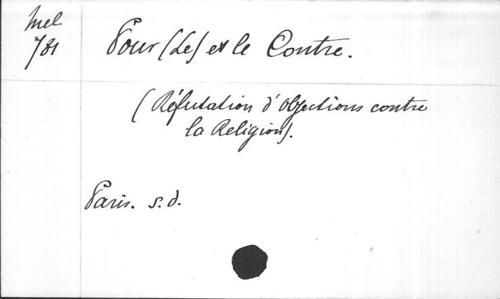 Mel
781
Pour (Le) et le Contre.
(Réfutation d'Objections contre
la Religion).
Paris. s.d.